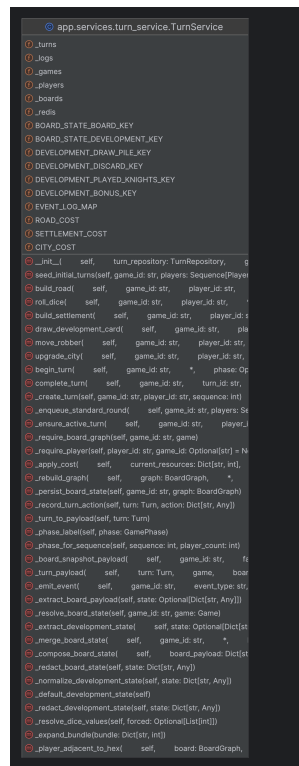 app.services.turn_service.TurnService
_turns
_logs
_games
_players
_boards
_redis
BOARD_STATE_BOARD_KEY
BOARD_STATE_DEVELOPMENT_KEY
DEVELOPMENT_DRAW_PILE_KEY
DEVELOPMENT_DISCARD_KEY
DEVELOPMENT_PLAYED_KNIGHTS_KEY
DEVELOPMENT_BONUS_KEY
EVENT_LOG_MAP
ROAD_COST
SETTLEMENT_COST
CITY_COST
__init__( self, turn_repository: TurnRepository, g
seed_initial_turns(self, game_id: str, players: Sequence[Player
build_road( self, game_id: str, player_id: str,
roll_dice( self, game_id: str, player_id: str, *
build_settlement( self, game_id: str, player_id: s
draw_development_card( self, game_id: str, pla
move_robber( self, game_id: str, player_id: str,
upgrade_city( self, game_id: str, player_id: str,
begin_turn( self, game_id: str, *, phase: Op
complete_turn( self, game_id: str, turn_id: str,
_create_turn(self, game_id: str, player_id: str, sequence: int)
_enqueue_standard_round( self, game_id: str, players: Se
_ensure_active_turn( self, game_id: str, player_i
_require_board_graph(self, game_id: str, game)
_require_player(self, player_id: str, game_id: Optional[str] = N
_apply_cost( self, current_resources: Dict[str, int],
_rebuild_graph( self, graph: BoardGraph, *,
_persist_board_state(self, game_id: str, graph: BoardGraph)
_record_turn_action(self, turn: Turn, action: Dict[str, Any])
_turn_to_payload(self, turn: Turn)
_phase_label(self, phase: GamePhase)
_phase_for_sequence(self, sequence: int, player_count: int)
_board_snapshot_payload( self, game_id: str, fa
_turn_payload( self, turn: Turn, game, boar
_emit_event( self, game_id: str, event_type: str,
_extract_board_payload(self, state: Optional[Dict[str, Any]])
_resolve_board_state(self, game_id: str, game: Game)
_extract_development_state( self, state: Optional[Dict[st
_merge_board_state( self, game_id: str, *,
_compose_board_state( self, board_payload: Dict[st
_redact_board_state(self, state: Dict[str, Any])
_normalize_development_state(self, state: Dict[str, Any])
_default_development_state(self)
_redact_development_state(self, state: Dict[str, Any])
_resolve_dice_values(self, forced: Optional[List[int]])
_expand_bundle(bundle: Dict[str, int])
_player_adjacent_to_hex( self, board: BoardGraph,